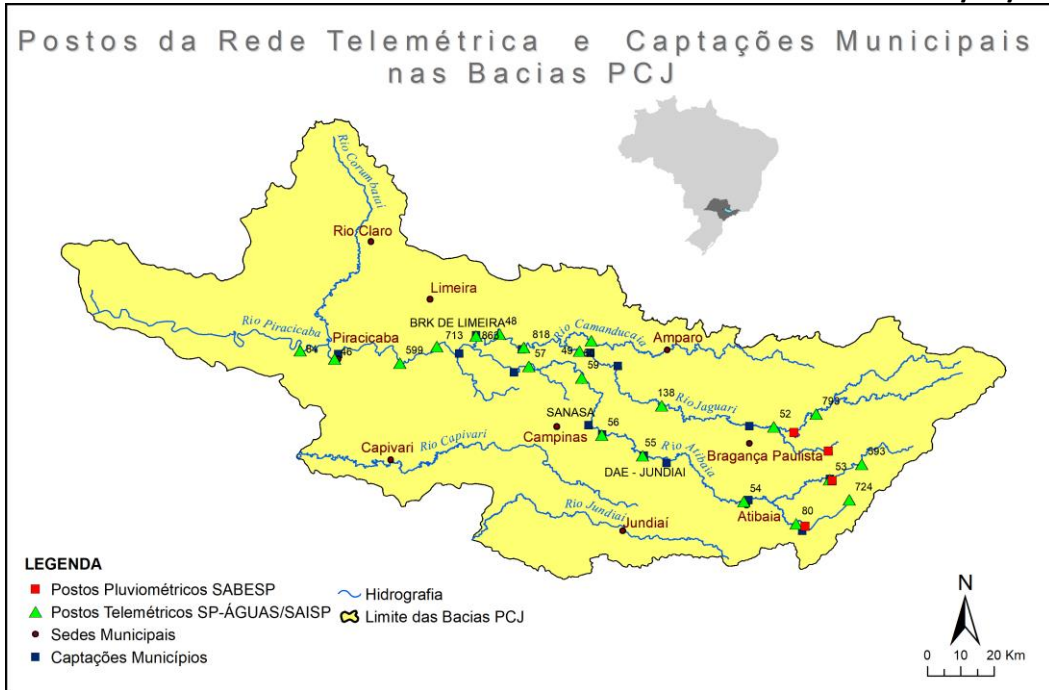 Postos da Rede Telemétrica e Captações Municipais
nas Bacias PCJ
Rio Corumbataí
Rio Claro
Limeira
BRK DE LIMEIRA
48
Rio Piracicaba
Piracicaba
713
868
818
Rio Camanducaia
Amparo
64
46
599
57
49
59
138
Rio Jaguari
52
798
SANASA
Campinas
56
Bragança Paulista
Capivari
Rio Capivari
55
Rio Atibaia
DAE - JUNDIAI
593
53
54
724
Atibaia
80
Rio Jundiaí
Jundiaí
LEGENDA
Postos Pluviométricos SABESP
Postos Telemétricos SP-ÁGUAS/SAISP
Sedes Municipais
Captações Municípios
Hidrografia
Limite das Bacias PCJ
N
0 10 20 Km